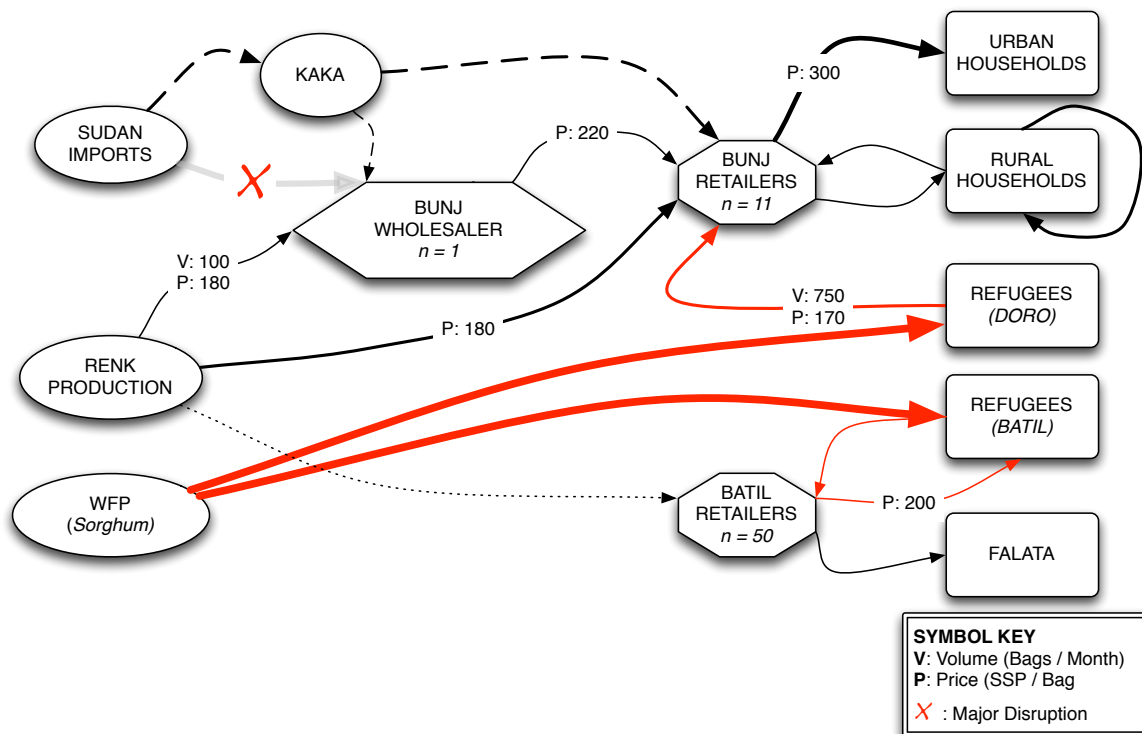 URBAN
HOUSEHOLDS
KAKA
P: 300
SUDAN
IMPORTS
P: 220
BUNJ
RETAILERS
n = 11
RURAL
HOUSEHOLDS
X
BUNJ
WHOLESALER
n = 1
V: 100
P: 180
V: 750
P: 170
REFUGEES
(DORO)
P: 180
RENK
PRODUCTION
REFUGEES
(BATIL)
WFP
(Sorghum)
BATIL
RETAILERS
n = 50
P: 200
FALATA
SYMBOL KEY
V: Volume (Bags / Month)
P: Price (SSP / Bag
X : Major Disruption